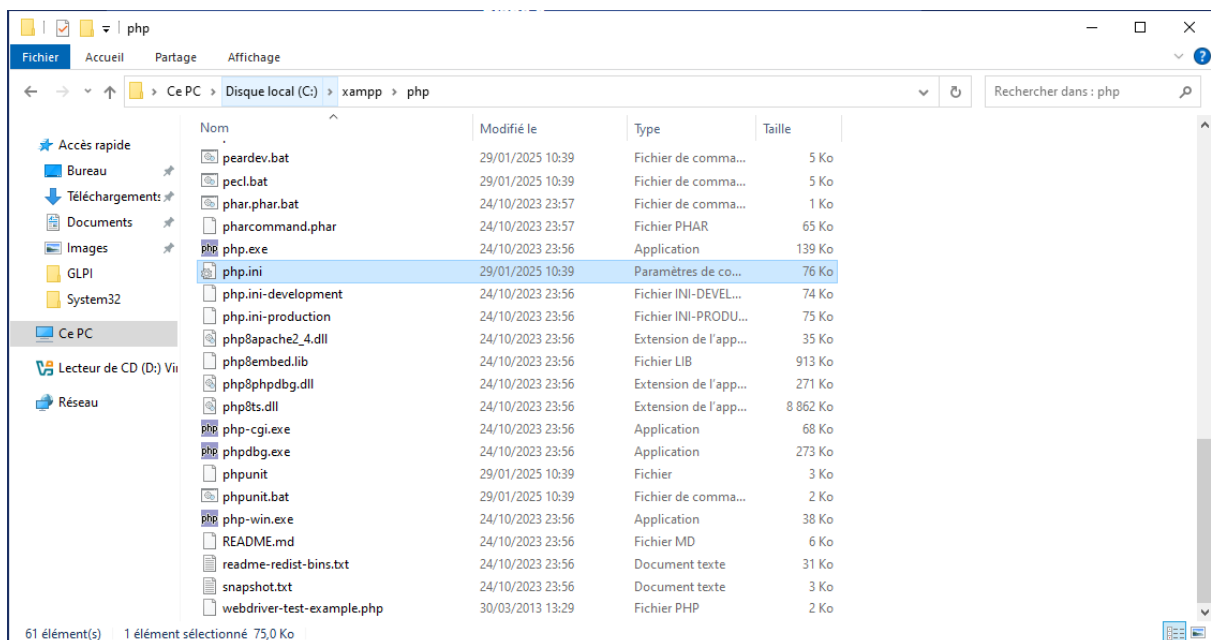 php
Fichier Accueil Partage Affichage
Ce PC > Disque local (C:) > xampp > php
Rechercher dans : php
Accès rapide
Bureau
Téléchargements
Documents
Images
GLPI
System32
Ce PC
Lecteur de CD (D:) Vir
Réseau
Nom Modifié le Type Taille
peardev.bat 29/01/2025 10:39 Fichier de comma... 5 Ko
pecl.bat 29/01/2025 10:39 Fichier de comma... 5 Ko
phar.phar.bat 24/10/2023 23:57 Fichier de comma... 1 Ko
pharcommand.phar 24/10/2023 23:57 Fichier PHAR 65 Ko
php php.exe 24/10/2023 23:56 Application 139 Ko
php.ini 29/01/2025 10:39 Paramètres de co... 76 Ko
php.ini-development 24/10/2023 23:56 Fichier INI-DEVEL... 74 Ko
php.ini-production 24/10/2023 23:56 Fichier INI-PRODU... 75 Ko
php8apache2_4.dll 24/10/2023 23:56 Extension de l'app... 35 Ko
php8embed.lib 24/10/2023 23:56 Fichier LIB 913 Ko
php8phpdbg.dll 24/10/2023 23:56 Extension de l'app... 271 Ko
php8ts.dll 24/10/2023 23:56 Extension de l'app... 8 862 Ko
php php-cgi.exe 24/10/2023 23:56 Application 68 Ko
php phpdbg.exe 24/10/2023 23:56 Application 273 Ko
phpunit 29/01/2025 10:39 Fichier 3 Ko
phpunit.bat 29/01/2025 10:39 Fichier de comma... 2 Ko
php php-win.exe 24/10/2023 23:56 Application 38 Ko
README.md 24/10/2023 23:56 Fichier MD 6 Ko
readme-redist-bins.txt 24/10/2023 23:56 Document texte 31 Ko
snapshot.txt 24/10/2023 23:56 Document texte 3 Ko
webdriver-test-example.php 30/03/2013 13:29 Fichier PHP 2 Ko
61 élément(s) 1 élément sélectionné 75,0 Ko